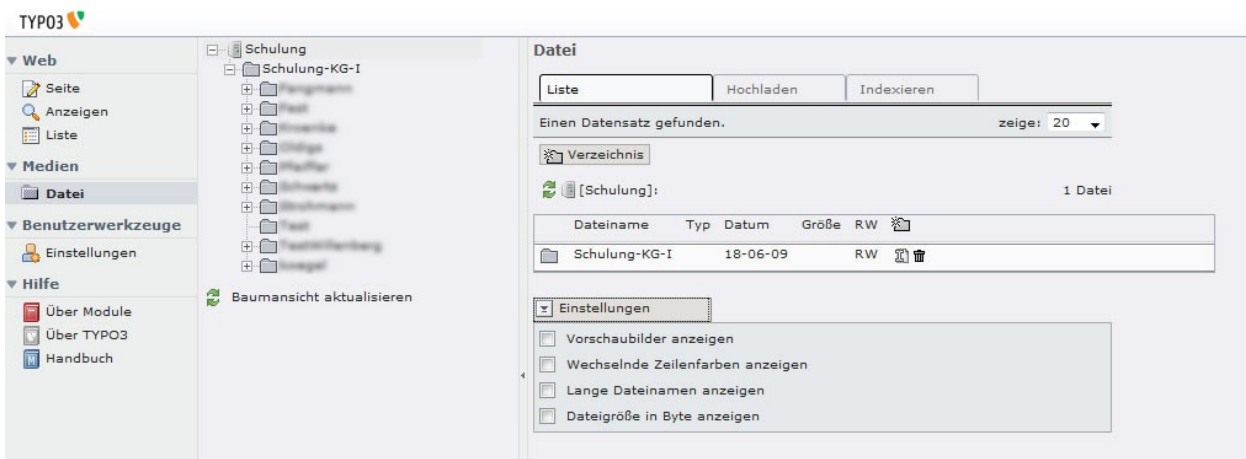 TYPO3
Web
Seite
Anzeigen
Liste
Medien
Datei
Benutzerwerkzeuge
Einstellungen
Hilfe
Über Module
Über TYPO3
Handbuch
Schulung
Schulung-KG-I
Baumansicht aktualisieren
Datei
Liste Hochladen Indexieren
Einen Datensatz gefunden. zeige: 20
Verzeichnis
[Schulung]: 1 Datei
Dateiname Typ Datum Größe RW
Schulung-KG-I 18-06-09 RW
Einstellungen
Vorschaubilder anzeigen
Wechselnde Zeilenfarben anzeigen
Lange Dateinamen anzeigen
Dateigröße in Byte anzeigen